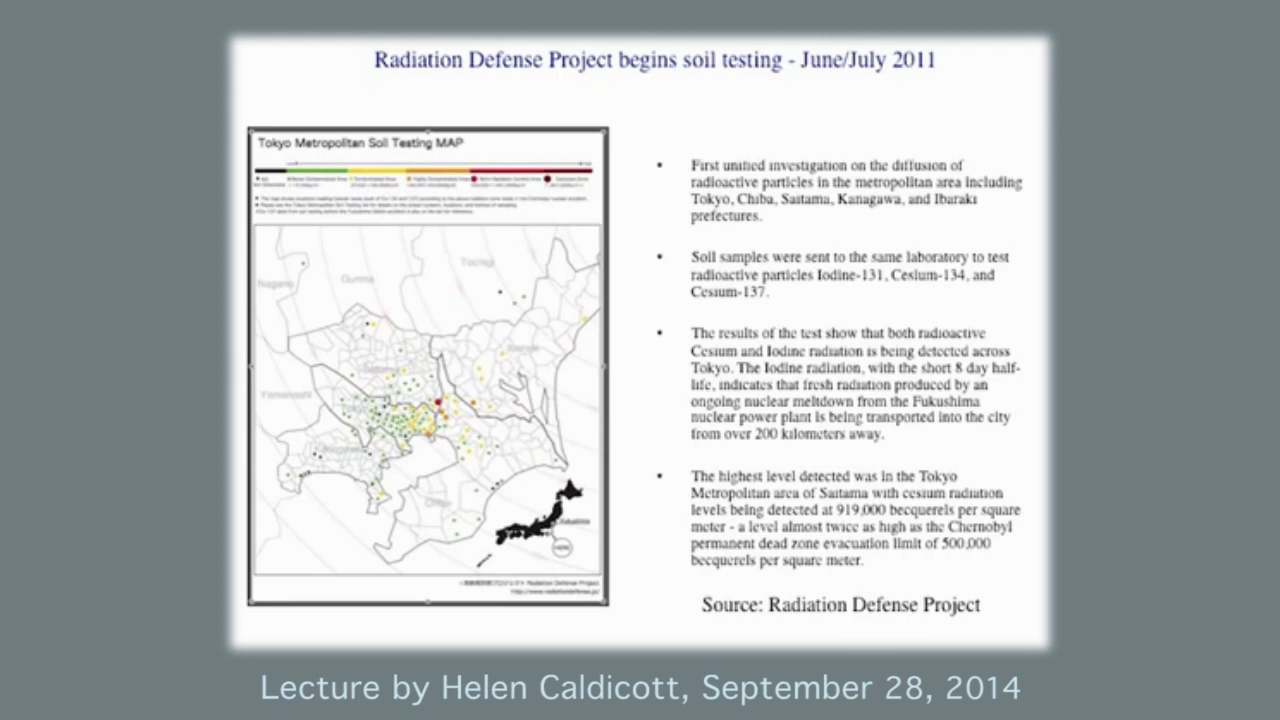 Radiation Defense Project begins soil testing - June/July 2011
Tokyo Metropolitan Soil Testing MAP
Nagano
Gunma
Tochigi
Yamanashi
• First unified investigation on the diffusion of
radioactive particles in the metropolitan area including
Tokyo, Chiba, Saitama, Kanagawa, and Ibaraki
prefectures.
• Soil samples were sent to the same laboratory to test
radioactive particles Iodine-131, Cesium-134, and
Cesium-137.
• The results of the test show that both radioactive
Cesium and Iodine radiation is being detected across
Tokyo. The Iodine radiation, with the short 8 day half-
life, indicates that fresh radiation produced by an
ongoing nuclear meltdown from the Fukushima
nuclear power plant is being transported into the city
from over 200 kilometers away.
• The highest level detected was in the Tokyo
Metropolitan area of Saitama with cesium radiation
levels being detected at 919,000 becquerels per square
meter - a level almost twice as high as the Chernobyl
permanent dead zone evacuation limit of 500,000
becquerels per square meter.
Radiation Defense Project
Source: Radiation Defense Project
Lecture by Helen Caldicott, September 28, 2014